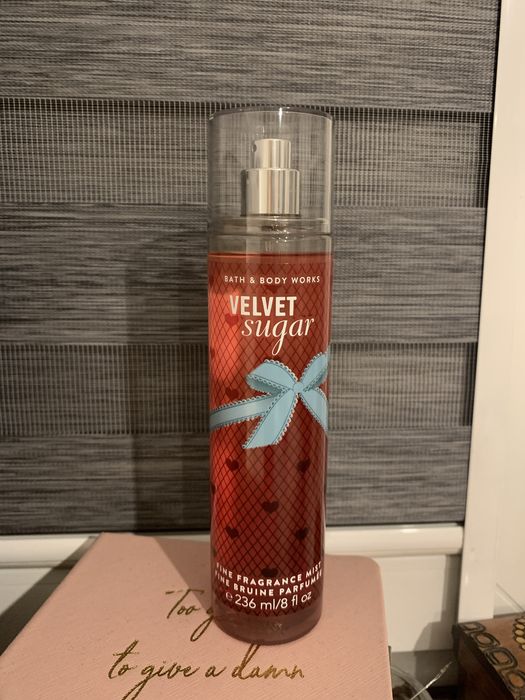 BATH & BODY WORKS
VELVET
sugar
FINE FRAGRANCE MIST
FINE BRUINE PARFUMÉE
℮ 236 ml/8 fl oz
Too g
to give a damn